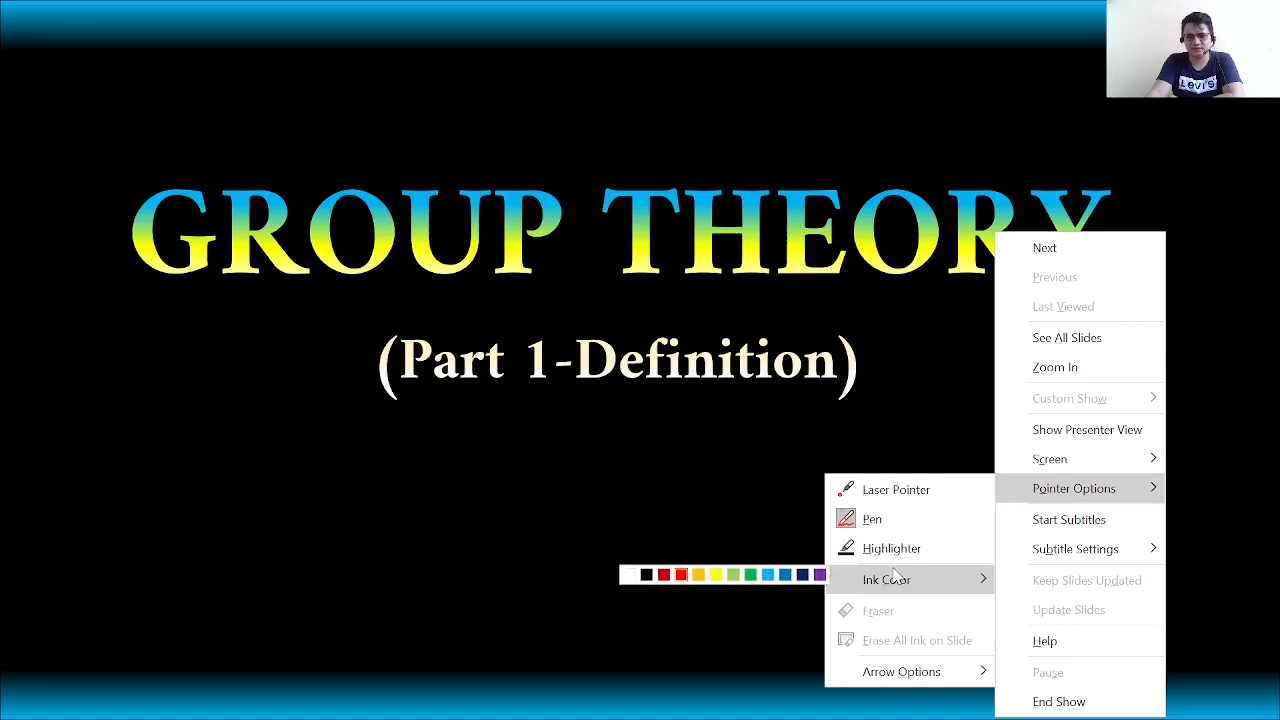 Levi's
GROUP THEORY
(Part 1-Definition)
Next
Previous
Last Viewed
See All Slides
Zoom In
Custom Show
Show Presenter View
Screen
Pointer Options
Start Subtitles
Subtitle Settings
Keep Slides Updated
Update Slides
Help
Pause
End Show
Laser Pointer
Pen
Highlighter
Ink Color
Eraser
Erase All Ink on Slide
Arrow Options